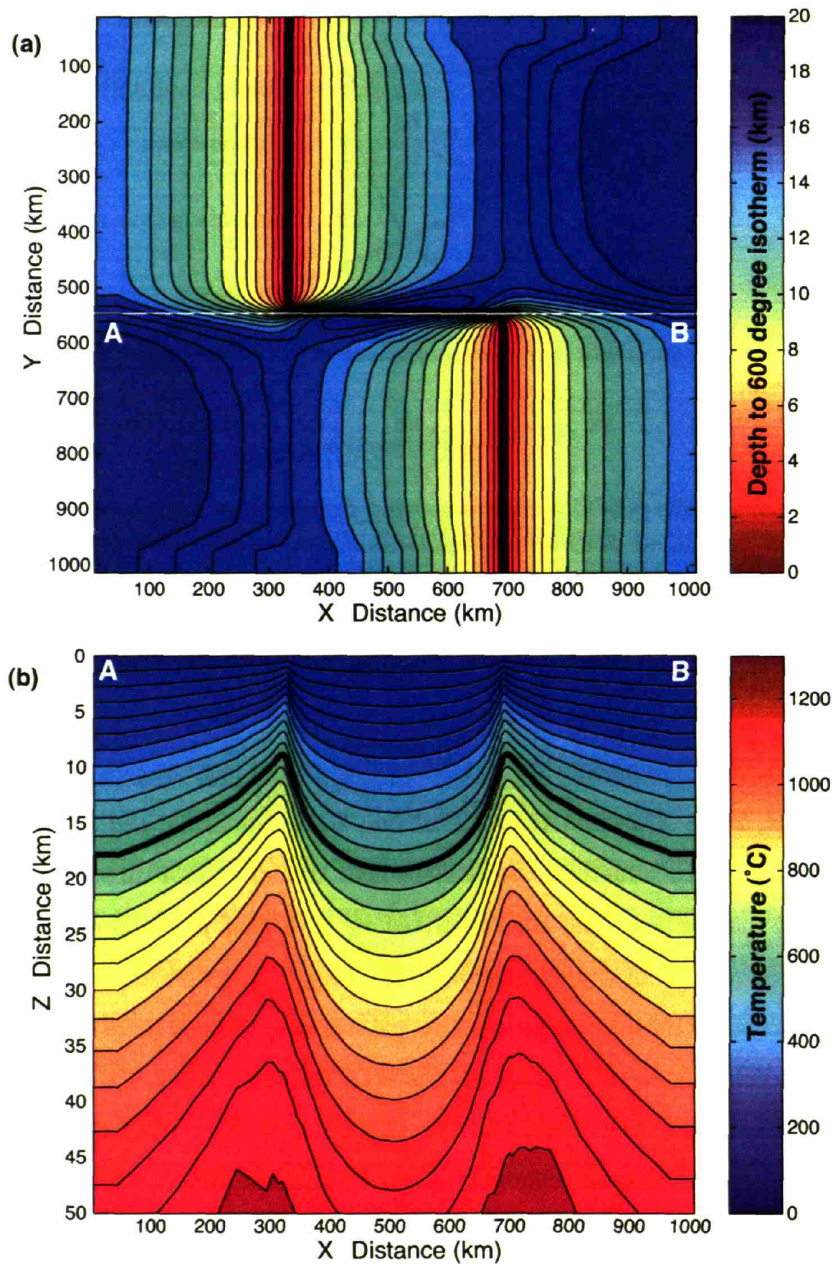 (a)
100
200
300
400
500
600
700
800
900
1000
Y Distance (km)
A
B
100 200 300 400 500 600 700 800 900 1000
X Distance (km)
20
18
16
14
12
10
8
6
4
2
0
Depth to 600 degree isotherm (km)
(b)
A
B
0
5
10
15
20
25
30
35
40
45
50
Z Distance (km)
100 200 300 400 500 600 700 800 900 1000
X Distance (km)
1200
1000
800
600
400
200
0
Temperature (°C)